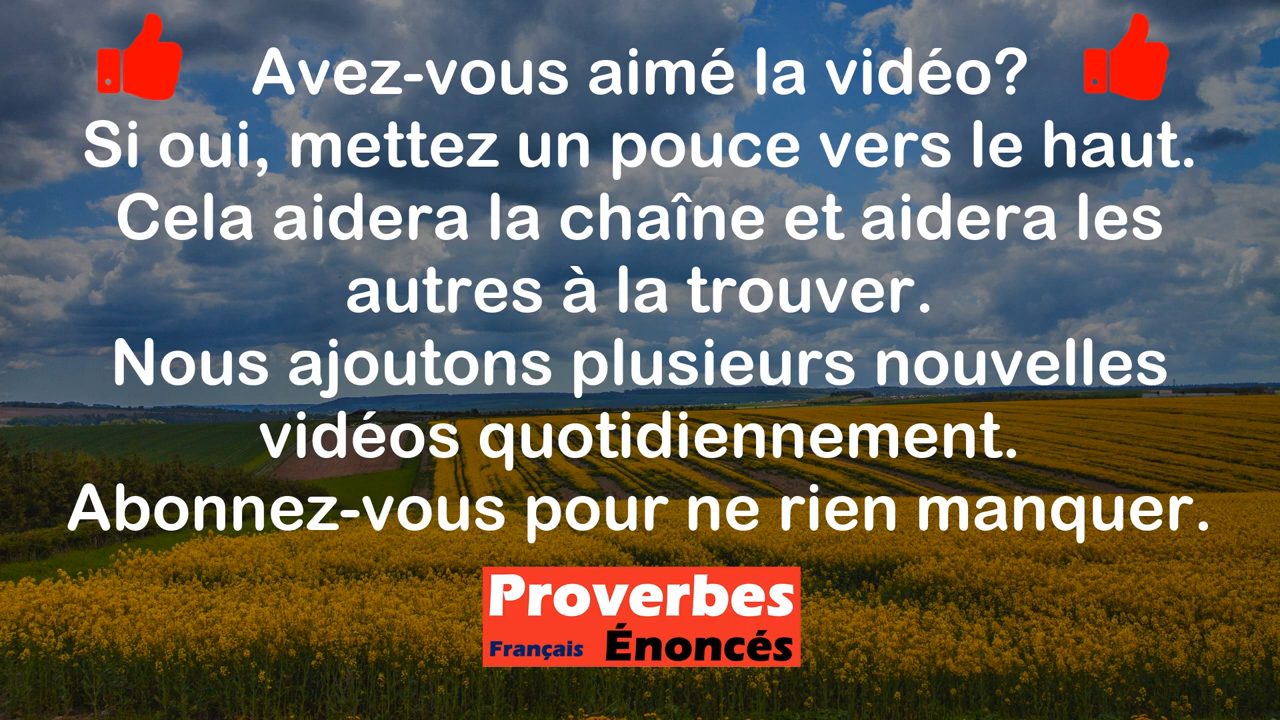 Avez-vous aimé la vidéo?
Si oui, mettez un pouce vers le haut.
Cela aidera la chaîne et aidera les
autres à la trouver.
Nous ajoutons plusieurs nouvelles
vidéos quotidiennement.
Abonnez-vous pour ne rien manquer.
Proverbes
Français Énoncés